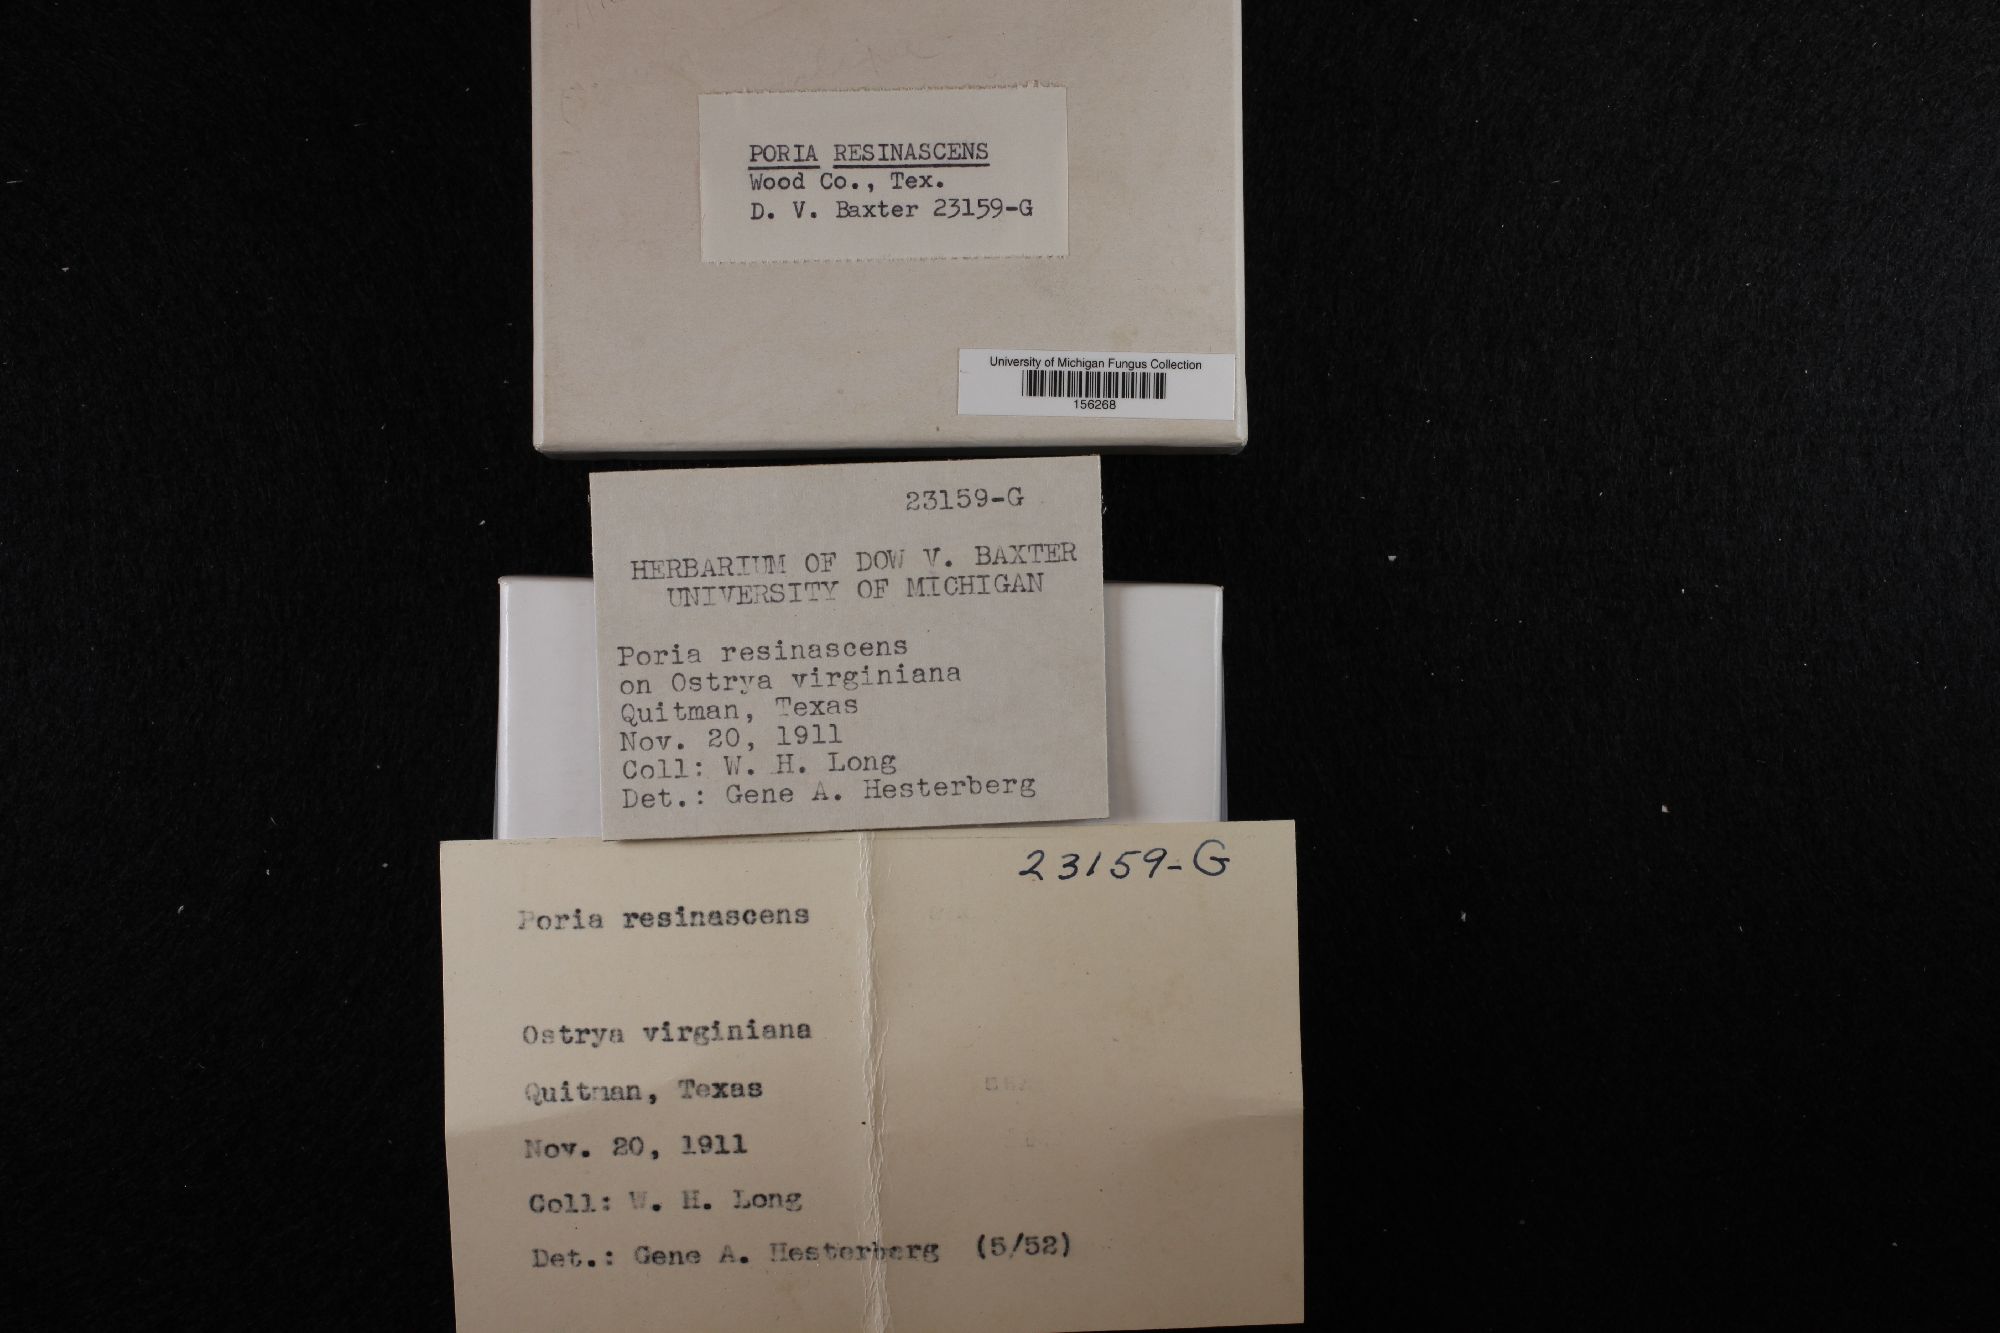 PORIA RESINASCENS
Wood Co., Tex.
D. V. Baxter 23159-G
University of Michigan Fungus Collection
156268
23159-G
HERBARIUM OF DOW V. BAXTER
UNIVERSITY OF MICHIGAN
Poria resinascens
on Ostrya virginiana
Quitman, Texas
Nov. 20, 1911
Coll: W. H. Long
Det.: Gene A. Hesterberg
23159-G
Poria resinascens
Ostrya virginiana
Quitman, Texas
Nov. 20, 1911
Coll: W. H. Long
Det.: Gene A. Hesterberg (5/52)